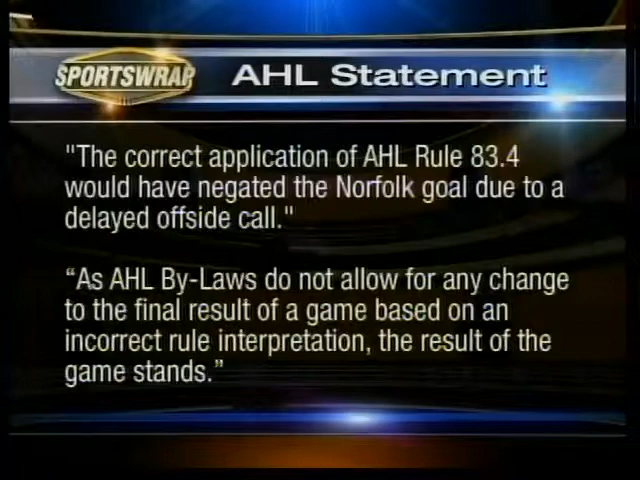 SPORTSWRAP AHL Statement
"The correct application of AHL Rule 83.4
would have negated the Norfolk goal due to a
delayed offside call."
“As AHL By-Laws do not allow for any change
to the final result of a game based on an
incorrect rule interpretation, the result of the
game stands.”